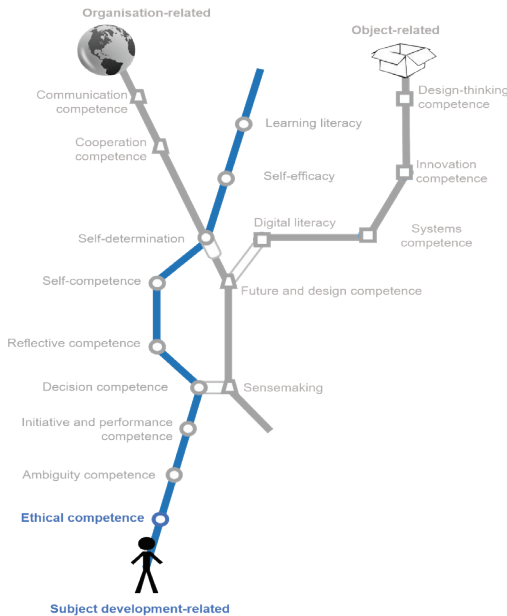 Organisation-related
Object-related
Communication
competence
Design-thinking
competence
Learning literacy
Cooperation
competence
Self-efficacy
Innovation
competence
Digital literacy
Self-determination
Systems
competence
Self-competence
Future and design competence
Reflective competence
Decision competence
Sensemaking
Initiative and performance
competence
Ambiguity competence
Ethical competence
Subject development-related